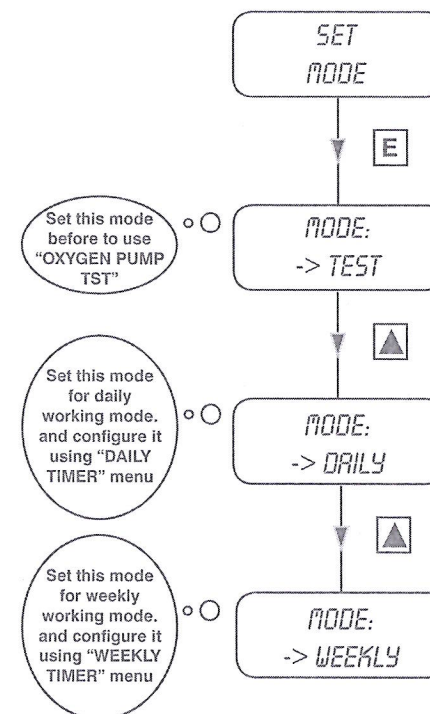 SET
MODE
E
Set this mode
before to use
"OXYGEN PUMP
TST"
MODE:
-> TEST
Set this mode
for daily
working mode.
and configure it
using "DAILY
TIMER" menu
MODE:
-> DAILY
Set this mode
for weekly
working mode.
and configure it
using "WEEKLY
TIMER" menu
MODE:
-> WEEKLY